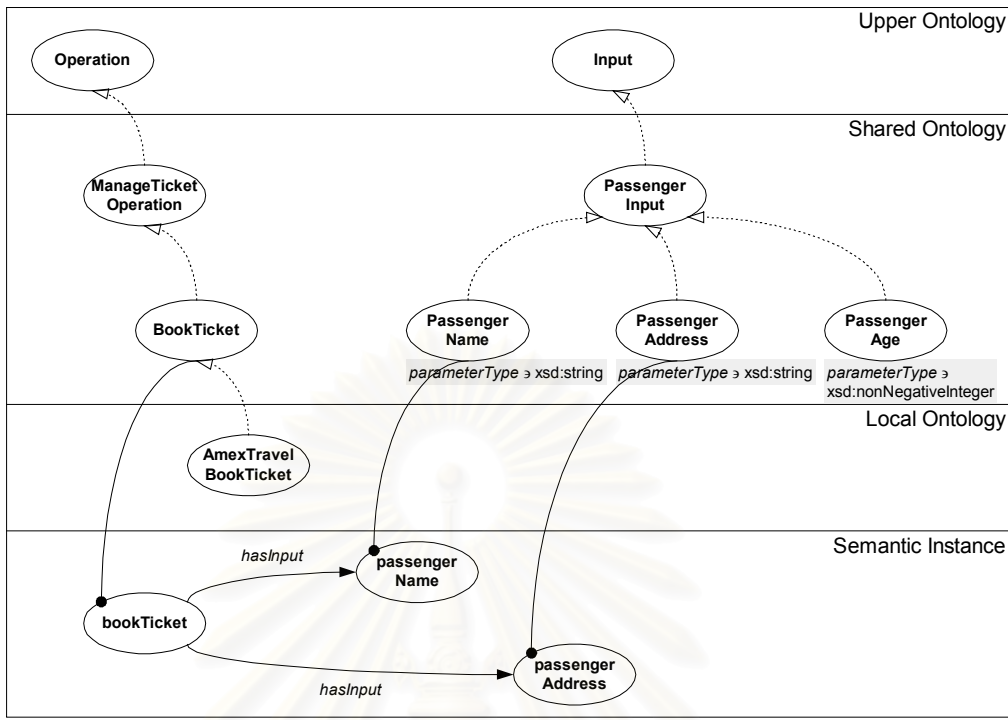 Upper Ontology
Operation
Input
Shared Ontology
ManageTicket
Operation
Passenger
Input
BookTicket
Passenger
Name
Passenger
Address
Passenger
Age
parameterType ∍ xsd:string
parameterType ∍ xsd:string
parameterType ∍
xsd:nonNegativeInteger
Local Ontology
AmexTravel
BookTicket
Semantic Instance
hasInput
passenger
Name
bookTicket
hasInput
passenger
Address